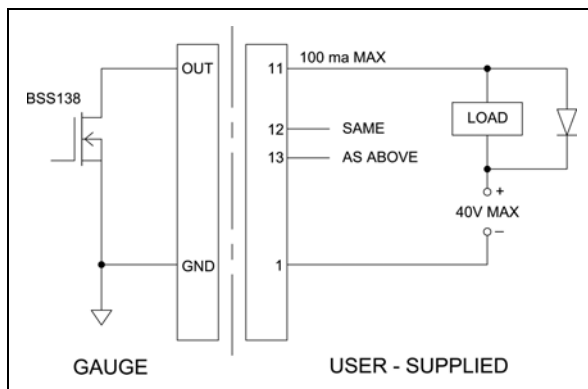 OUT
11
100 ma MAX
BSS138
LOAD
12
SAME
13
AS ABOVE
+
40V MAX
–
GND
1
GAUGE
USER - SUPPLIED